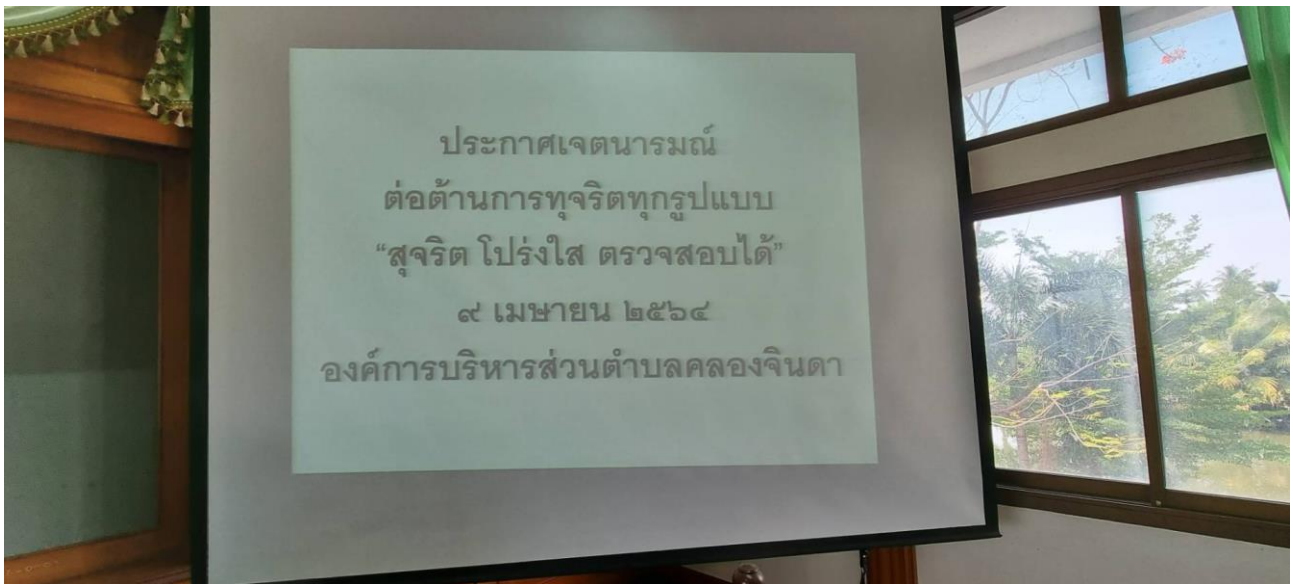 ประกาศเจตนารมณ์
ต่อต้านการทุจริตทุกรูปแบบ
“สุจริต โปร่งใส ตรวจสอบได้”
๙ เมษายน ๒๕๖๔
องค์การบริหารส่วนตำบลคลองจินดา